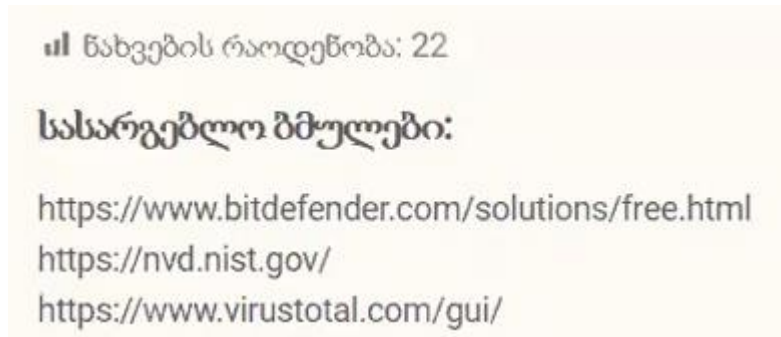 ნახვების რაოდენობა: 22
სასარგებლო ბმულები:
https://www.bitdefender.com/solutions/free.html
https://nvd.nist.gov/
https://www.virustotal.com/gui/